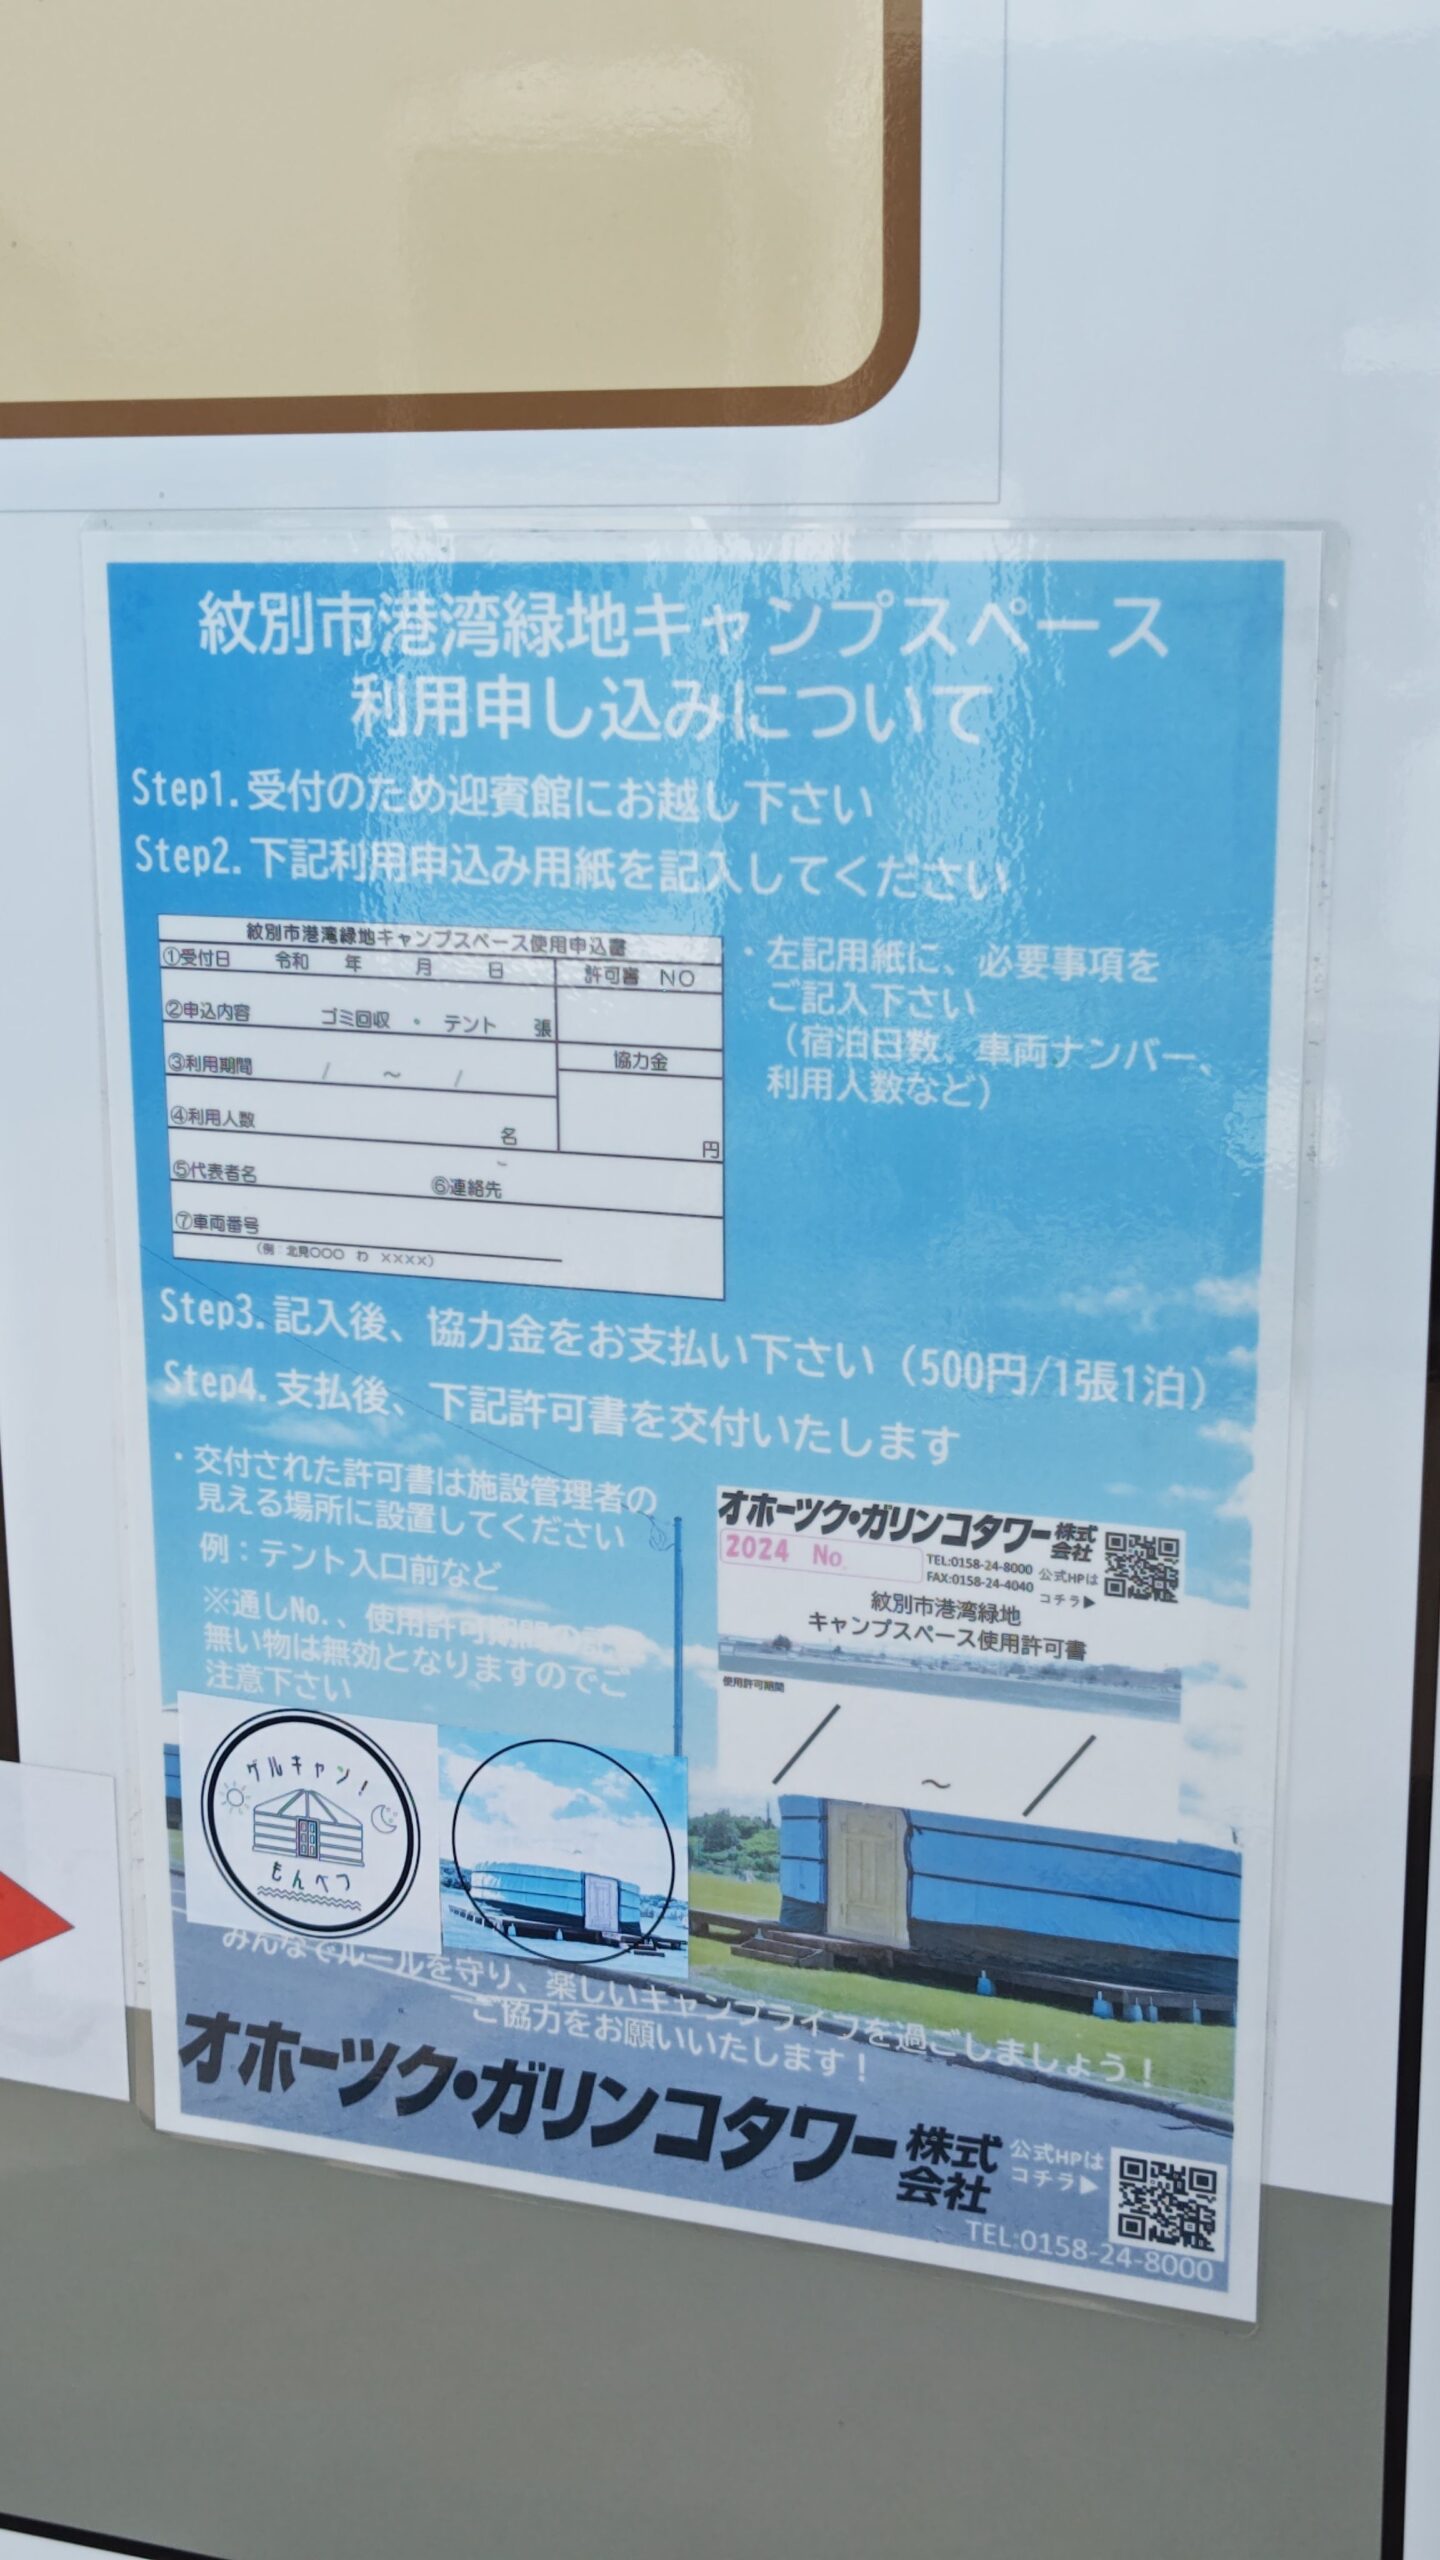 紋別市港湾緑地キャンプスペース
利用申し込みについて
Step1.受付のため迎賓館にお越し下さい
Step2.下記利用申込み用紙を記入してください
紋別市港湾緑地キャンプスペース使用申込書
①受付日 令和 年 月 日
許可書 NO
②申込内容 ゴミ回収 ・ テント 張
③利用期間 / ～ /
協力金
④利用人数 名
円
⑤代表者名 ⑥連絡先
⑦車両番号
(例：北見○○○ わ ××××)
・左記用紙に、必要事項を
ご記入下さい
（宿泊日数、車両ナンバー、
利用人数など）
Step3.記入後、協力金をお支払い下さい（500円/1張1泊）
Step4.支払後、下記許可書を交付いたします
・交付された許可書は施設管理者の
見える場所に設置してください
例：テント入口前など
※通し№.、使用許可期間の
無い物は無効となりますのでご
注意下さい
オホーツク・ガリンコタワー株式会社
2024 No.
TEL:0158-24-8000
FAX:0158-24-4040
公式HPは
コチラ▶
紋別市港湾緑地
キャンプスペース使用許可書
使用許可期間
/ ～ /
ゲルキャン！
もんべつ
みんなでルールを守り、楽しいキャンプライフを過ごしましょう！
ご協力をお願いいたします！
オホーツク・ガリンコタワー株式会社
公式HPは
コチラ▶
TEL:0158-24-8000